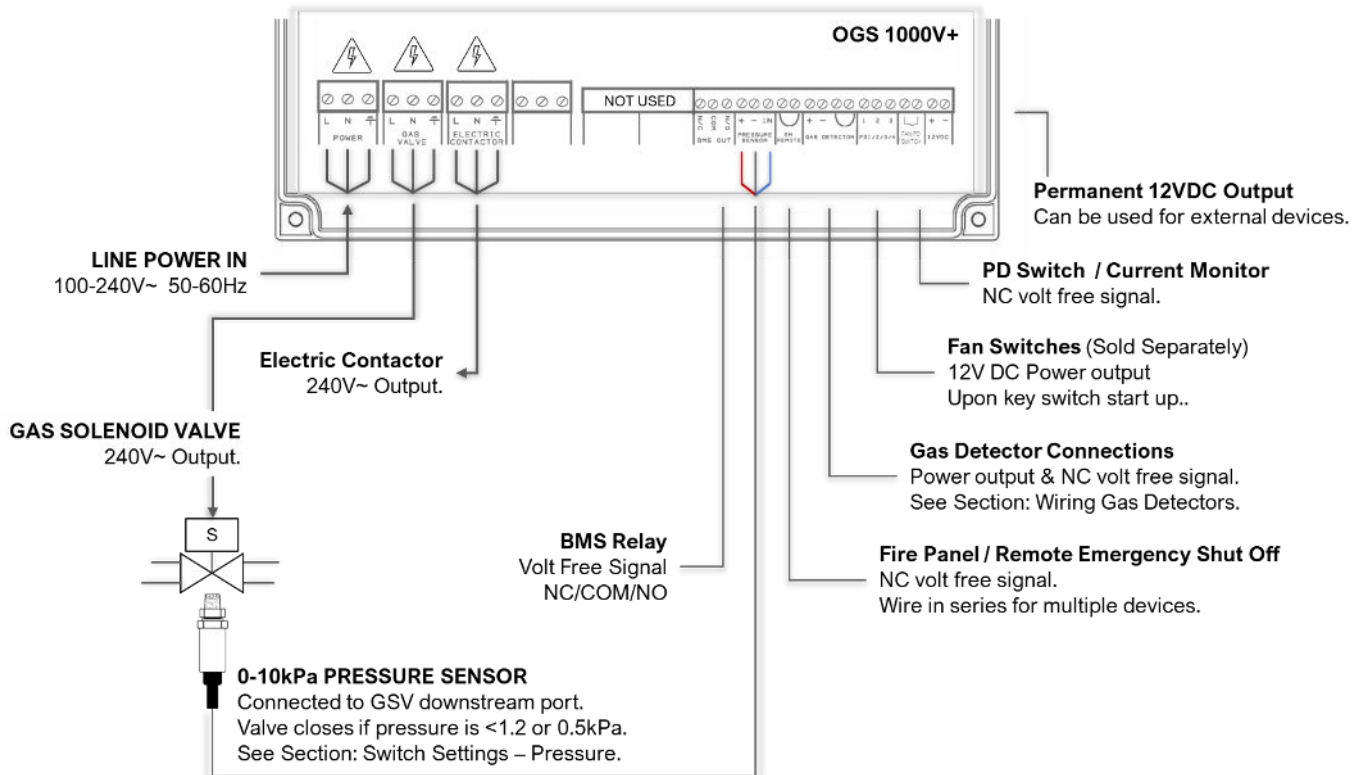 OGS 1000V+
NOT USED
L N
POWER
L N
GAS
VALVE
L N
ELECTRIC
CONTACTOR
N/C
COM
N/O
BMS OUT
+ - IN
PRESSURE
SENSOR
REMOTE
+ -
GAS DETECTOR
1 2 3
SWITCH
+ -
12VDC
Permanent 12VDC Output
Can be used for external devices.
LINE POWER IN
100-240V~ 50-60Hz
PD Switch / Current Monitor
NC volt free signal.
Electric Contactor
240V~ Output.
Fan Switches (Sold Separately)
12V DC Power output
Upon key switch start up..
GAS SOLENOID VALVE
240V~ Output.
Gas Detector Connections
Power output & NC volt free signal.
See Section: Wiring Gas Detectors.
S
BMS Relay
Volt Free Signal
NC/COM/NO
Fire Panel / Remote Emergency Shut Off
NC volt free signal.
Wire in series for multiple devices.
0-10kPa PRESSURE SENSOR
Connected to GSV downstream port.
Valve closes if pressure is <1.2 or 0.5kPa.
See Section: Switch Settings – Pressure.